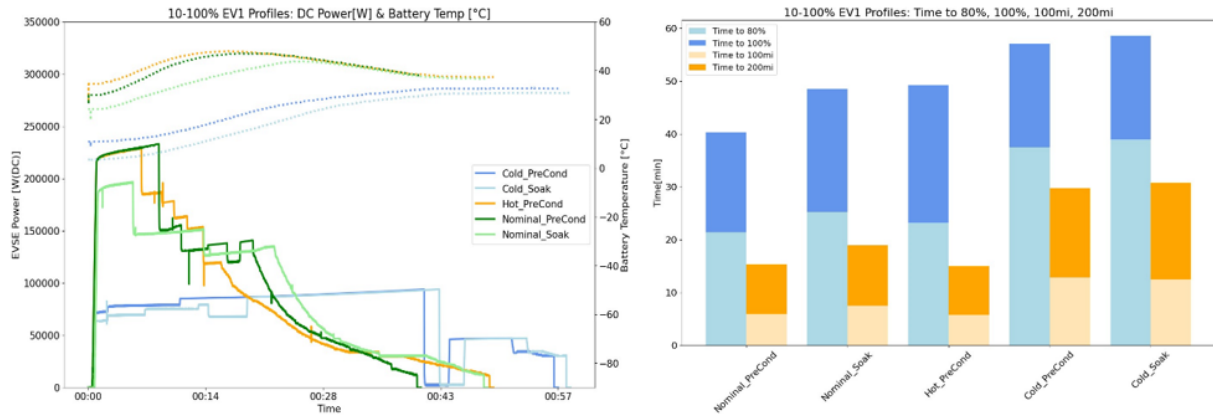 10-100% EV1 Profiles: DC Power[W] & Battery Temp [°C]
350000
300000
250000
200000
150000
100000
50000
0
EVSE Power [W(DC)]
60
40
20
0
−20
−40
−60
−80
Battery Temperature [°C]
Cold_PreCond
Cold_Soak
Hot_PreCond
Nominal_PreCond
Nominal_Soak
00:00
00:14
00:28
00:43
00:57
Time
10-100% EV1 Profiles: Time to 80%, 100%, 100mi, 200mi
Time to 80%
Time to 100%
Time to 100mi
Time to 200mi
60
50
40
30
20
10
0
Time[min]
Nominal_PreCond
Nominal_Soak
Hot_PreCond
Cold_PreCond
Cold_Soak